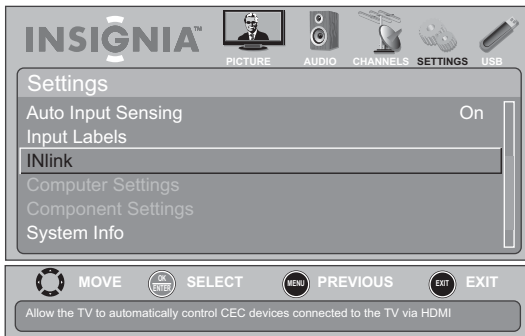 INSIGNIA™
PICTURE AUDIO CHANNELS SETTINGS USB
Settings
Auto Input Sensing On
Input Labels
INlink
Computer Settings
Component Settings
System Info
MOVE OK ENTER SELECT MENU PREVIOUS EXIT EXIT
Allow the TV to automatically control CEC devices connected to the TV via HDMI